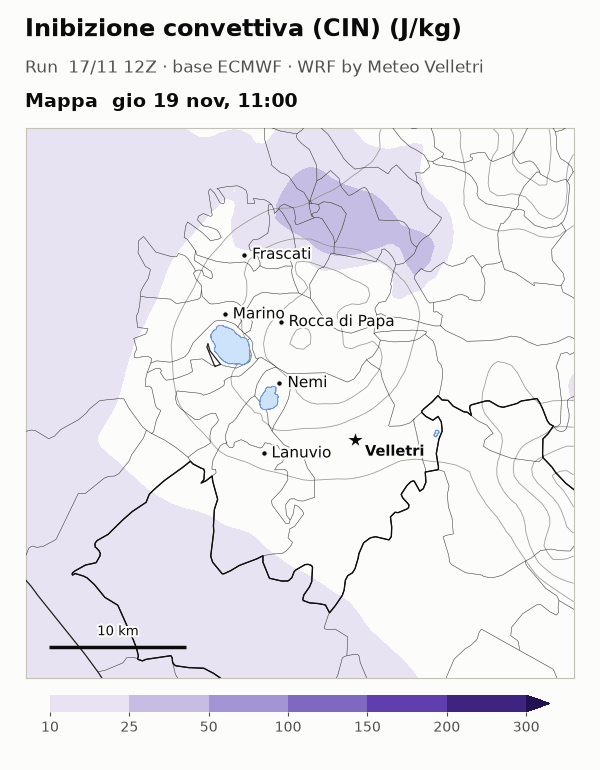 Inibizione convettiva (CIN) (J/kg)
Run  17/11 12Z · base ECMWF · WRF by Meteo Velletri
Mappa  gio 19 nov, 11:00
Frascati
Marino
Rocca di Papa
Nemi
Velletri
Lanuvio
10 km
10 25 50 100 150 200 300